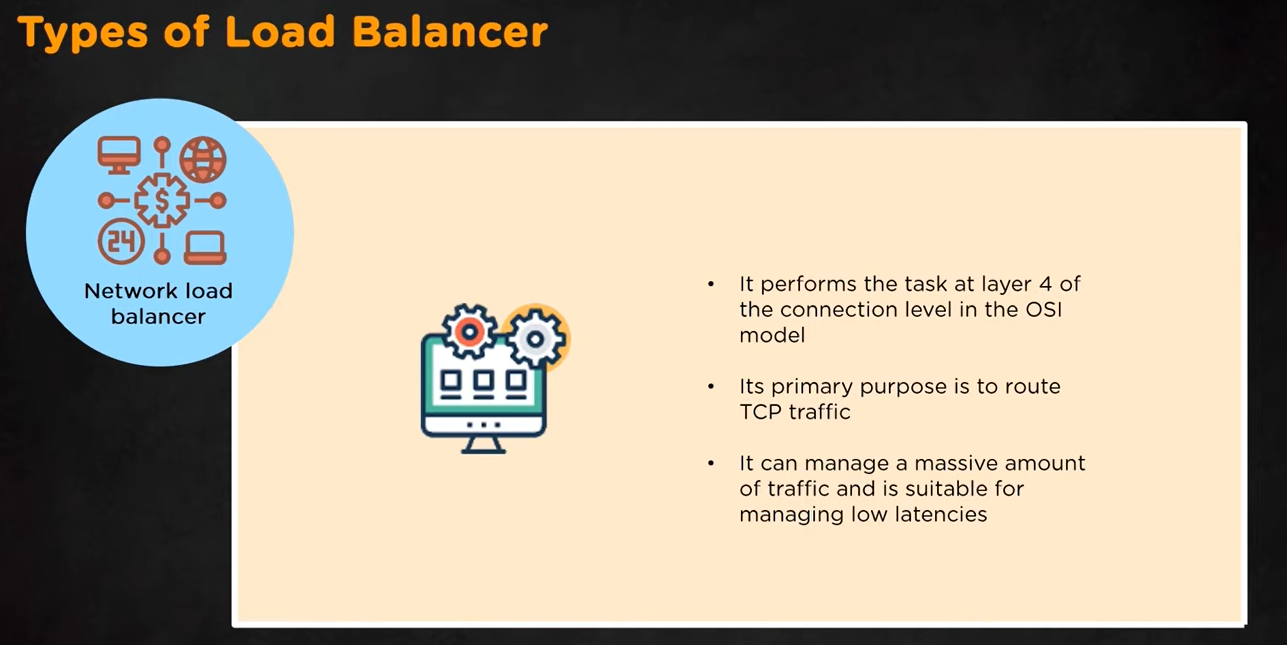 Types of Load Balancer
24
$
Network load
balancer
• It performs the task at layer 4 of
the connection level in the OSI
model
• Its primary purpose is to route
TCP traffic
• It can manage a massive amount
of traffic and is suitable for
managing low latencies